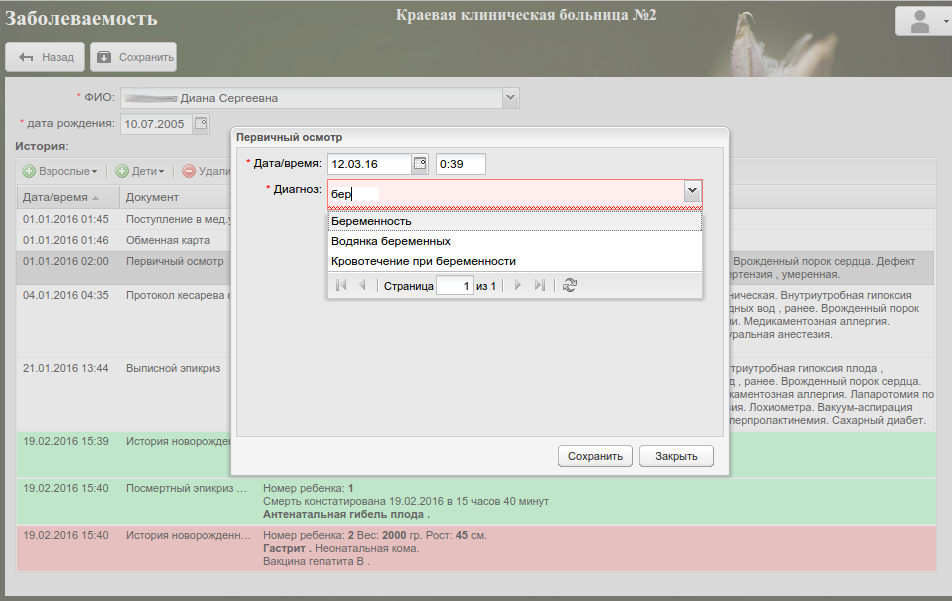 Заболеваемость
Краевая клиническая больница №2
Назад
Сохранить
* ФИО: Диана Сергеевна
* дата рождения: 10.07.2005
История:
Взрослые
Дети
Удали
Дата/время Документ
01.01.2016 01:45 Поступление в мед.у
01.01.2016 01:46 Обменная карта
01.01.2016 02:00 Первичный осмотр
Врожденный порок сердца. Дефект
ртензия , умеренная.
04.01.2016 04:35 Протокол кесарева с
ническая. Внутриутробная гипоксия
дных вод , ранее. Врожденный порок
и. Медикаментозная аллергия.
уральная анестезия.
21.01.2016 13:44 Выписной эпикриз
триутробная гипоксия плода ,
д , ранее. Врожденный порок сердца.
каментозная аллергия. Лапаротомия по
вия. Лохиометра. Вакуум-аспирация
перпролактинемия. Сахарный диабет.
19.02.2016 15:39 История новорожден
19.02.2016 15:40 Посмертный эпикриз ...
Номер ребенка: 1
Смерть констатирована 19.02.2016 в 15 часов 40 минут
Антенатальная гибель плода .
19.02.2016 15:40 История новорожденн...
Номер ребенка: 2 Вес: 2000 гр. Рост: 45 см.
Гастрит . Неонатальная кома.
Вакцина гепатита В .
Первичный осмотр
* Дата/время: 12.03.16 0:39
* Диагноз: бер
Беременность
Водянка беременных
Кровотечение при беременности
Страница 1 из 1
Сохранить
Закрыть